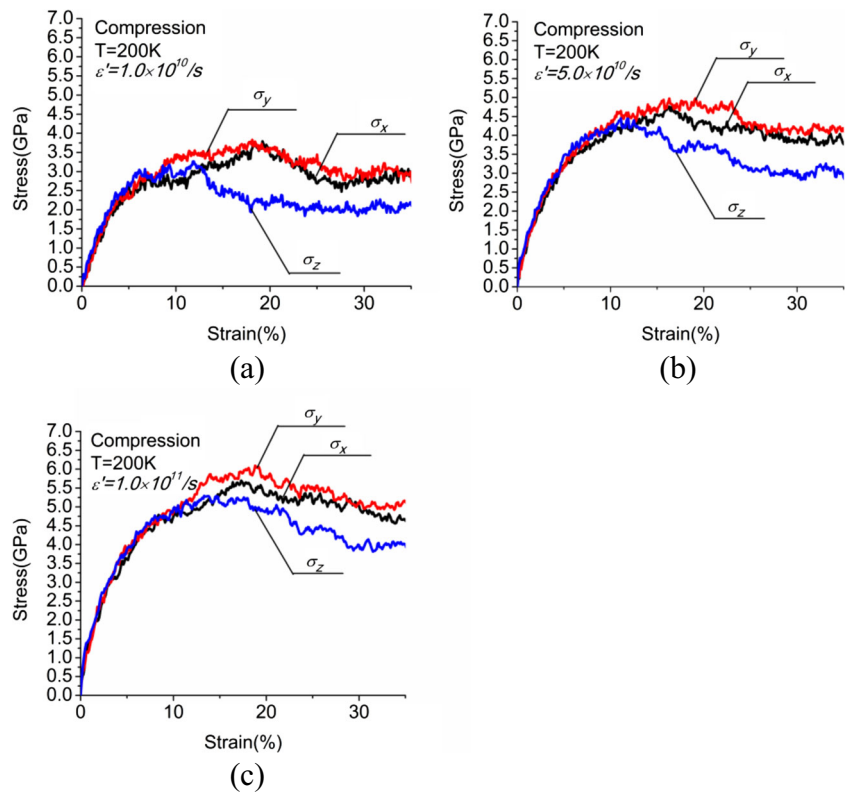 7.0
6.5
6.0
5.5
5.0
4.5
4.0
3.5
3.0
2.5
2.0
1.5
1.0
0.5
0.0
Stress(GPa)
Compression
T=200K
ε'=1.0×10¹⁰/s
σy
σx
σz
0 10 20 30
Strain(%)
(a)
7.0
6.5
6.0
5.5
5.0
4.5
4.0
3.5
3.0
2.5
2.0
1.5
1.0
0.5
0.0
Stress(GPa)
Compression
T=200K
ε'=5.0×10¹⁰/s
σy
σx
σz
0 10 20 30
Strain(%)
(b)
7.0
6.5
6.0
5.5
5.0
4.5
4.0
3.5
3.0
2.5
2.0
1.5
1.0
0.5
0.0
Stress(GPa)
Compression
T=200K
ε'=1.0×10¹¹/s
σy
σx
σz
0 10 20 30
Strain(%)
(c)